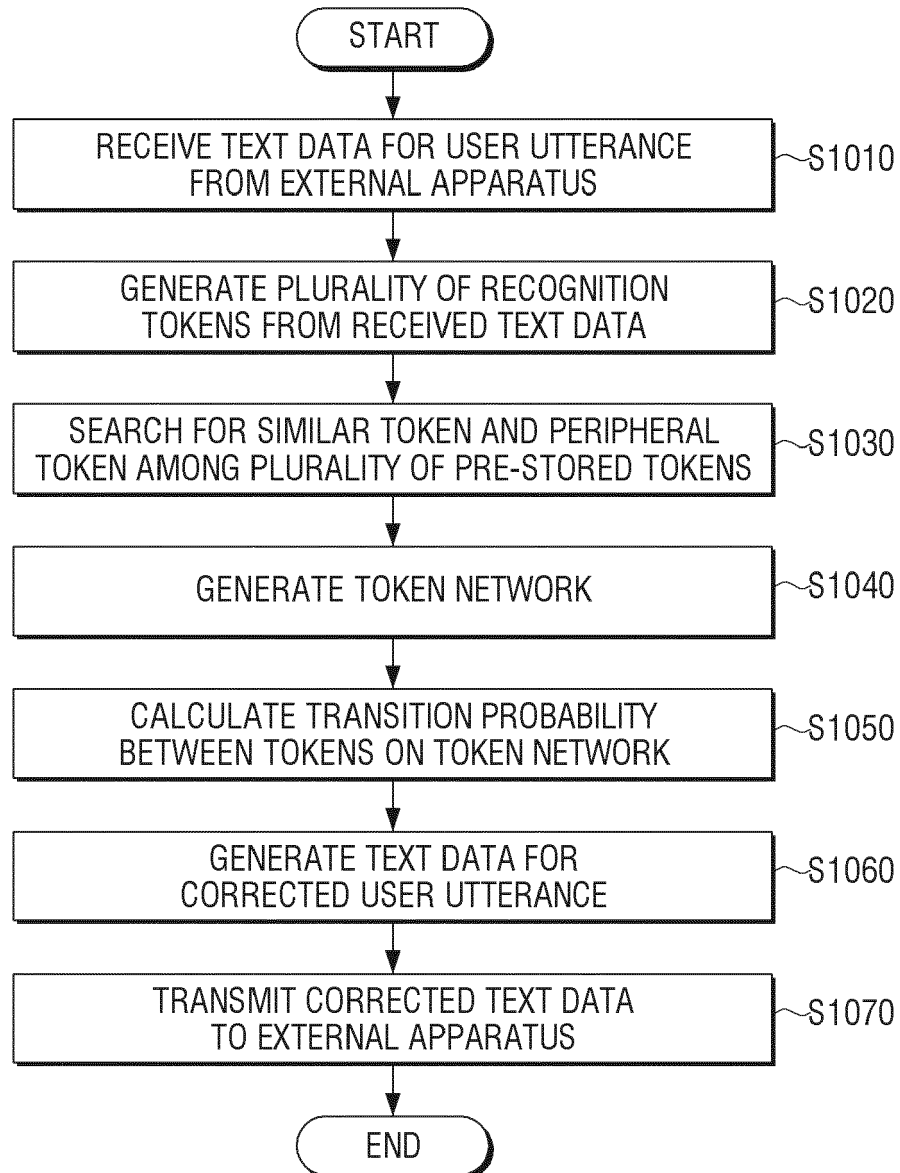 START
RECEIVE TEXT DATA FOR USER UTTERANCE
FROM EXTERNAL APPARATUS
S1010
GENERATE PLURALITY OF RECOGNITION
TOKENS FROM RECEIVED TEXT DATA
S1020
SEARCH FOR SIMILAR TOKEN AND PERIPHERAL
TOKEN AMONG PLURALITY OF PRE-STORED TOKENS
S1030
GENERATE TOKEN NETWORK
S1040
CALCULATE TRANSITION PROBABILITY
BETWEEN TOKENS ON TOKEN NETWORK
S1050
GENERATE TEXT DATA FOR
CORRECTED USER UTTERANCE
S1060
TRANSMIT CORRECTED TEXT DATA
TO EXTERNAL APPARATUS
S1070
END